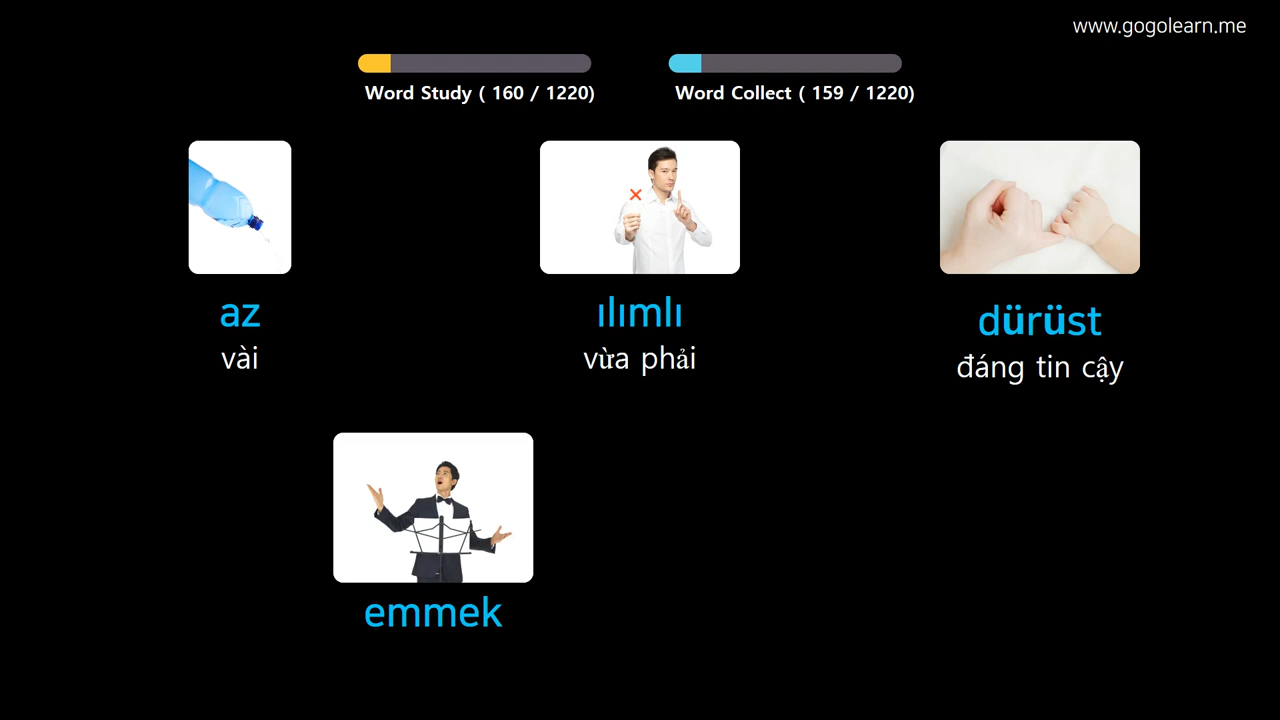 www.gogolearn.me
Word Study ( 160 / 1220)
Word Collect ( 159 / 1220)
az
vài
ılımlı
vừa phải
dürüst
đáng tin cậy
emmek